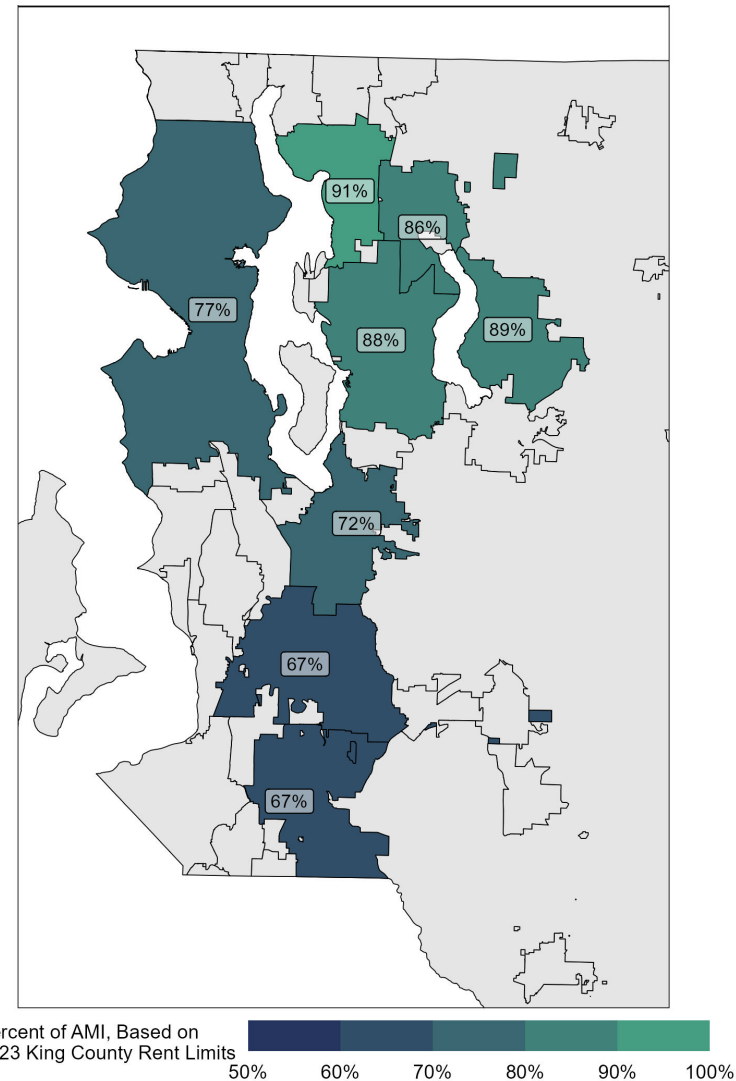 91%
86%
77%
89%
88%
72%
67%
67%
ercent of AMI, Based on
23 King County Rent Limits
50% 60% 70% 80% 90% 100%